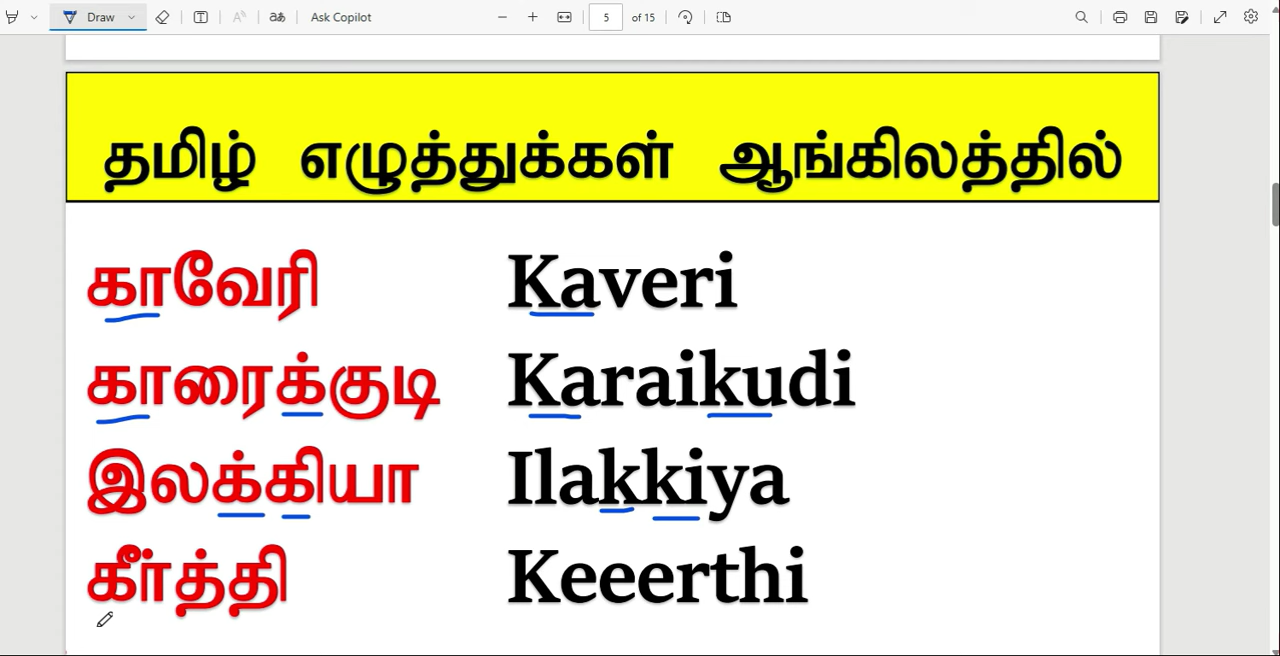 Draw
Ask Copilot
5 of 15
தமிழ் எழுத்துக்கள் ஆங்கிலத்தில்
காவேரி Kaveri
காரைக்குடி Karaikudi
இலக்கியா Ilakkiya
கீர்த்தி Keeerthi